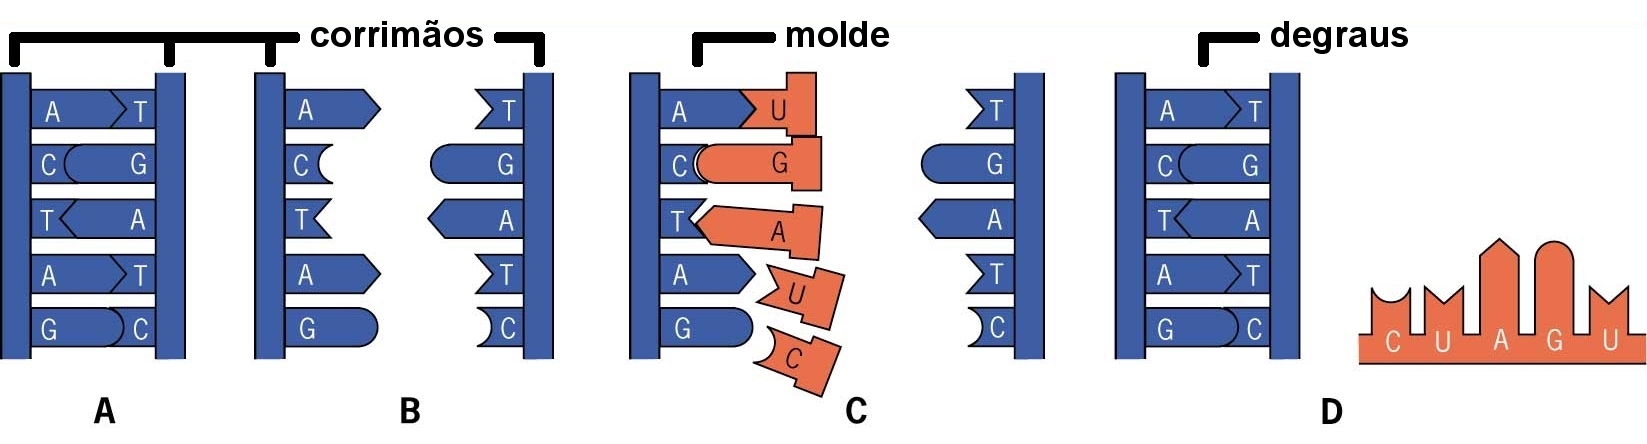 corrimãos molde degraus
A T A T A U T A T
C G C G C G G C G
T A T A T A A T A
A T A T A U T A T
G C G C G C C G C
C U A G U
A B C D